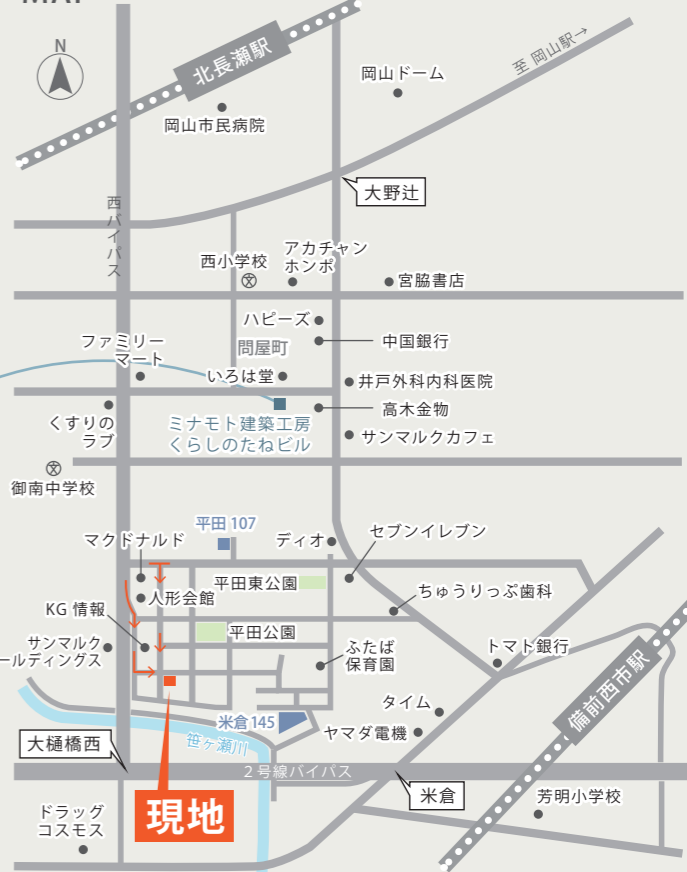 MAP
N
北長瀬駅
岡山ドーム
至 岡山駅→
岡山市民病院
大野辻
西バイパス
西小学校
アカチャン
ホンポ
宮脇書店
ハピーズ
ファミリー
マート
問屋町
中国銀行
いろは堂
井戸外科内科医院
くすりの
ラブ
ミナモト建築工房
くらしのたねビル
高木金物
サンマルクカフェ
御南中学校
平田 107
マクドナルド
ディオ
セブンイレブン
人形会館
平田東公園
ちゅうりっぷ歯科
KG 情報
平田公園
サンマルク
ールディングス
ふたば
保育園
トマト銀行
備前西市駅
タイム
米倉 145
ヤマダ電機
大樋橋西
笹ヶ瀬川
２号線バイパス
米倉
芳明小学校
ドラッグ
コスモス
現地